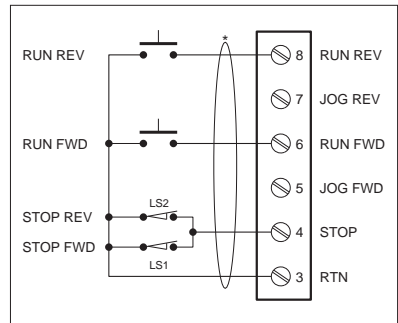 *
RUN REV
8 RUN REV
7 JOG REV
RUN FWD
6 RUN FWD
5 JOG FWD
LS2
STOP REV
4 STOP
STOP FWD
LS1
3 RTN